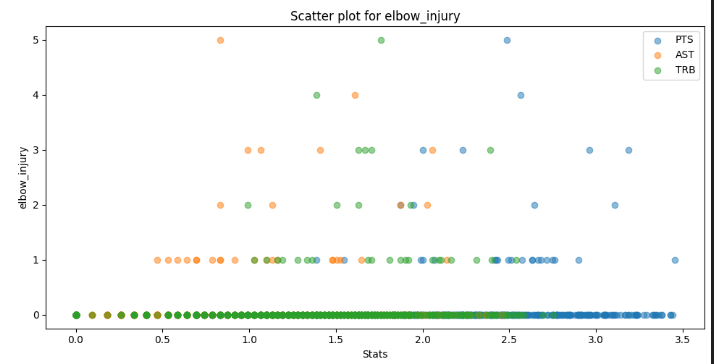 Scatter plot for elbow_injury
5
4
3
2
1
0
elbow_injury
PTS
AST
TRB
0.0 0.5 1.0 1.5 2.0 2.5 3.0 3.5
Stats